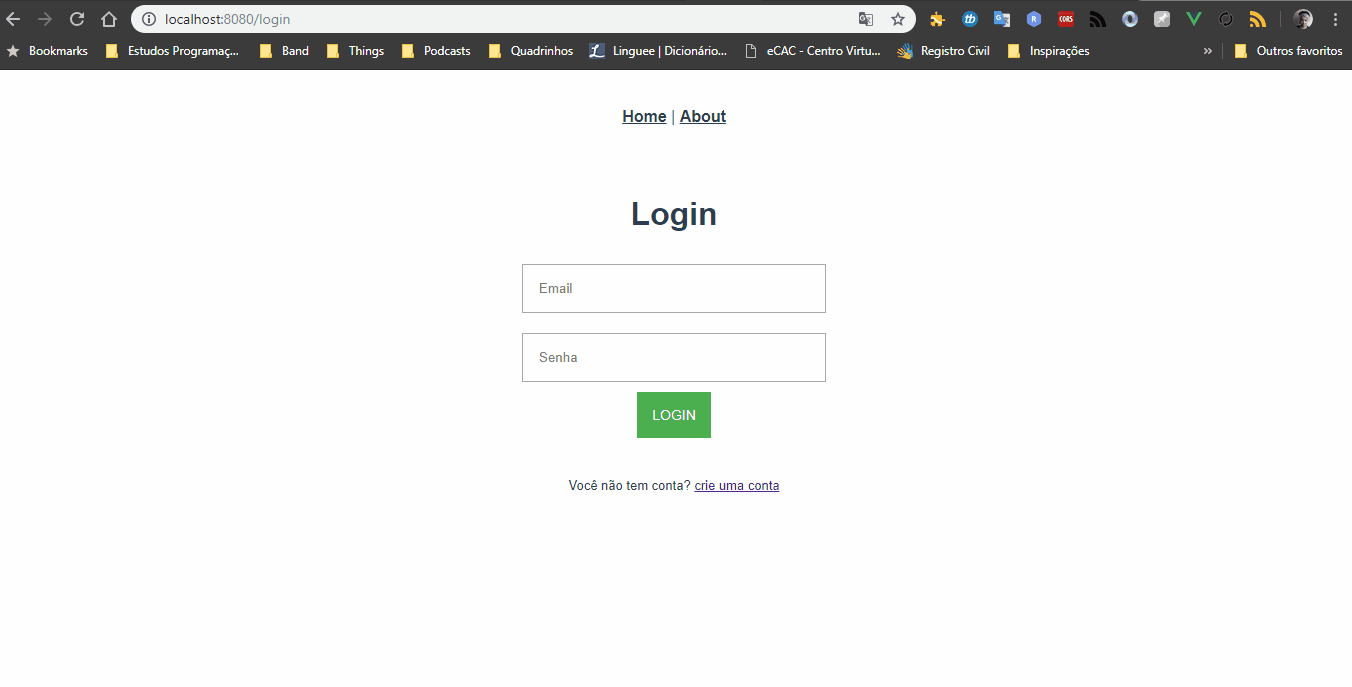 localhost:8080/login
CORS
Bookmarks Estudos Programaç... Band Things Podcasts Quadrinhos Linguee | Dicionário... eCAC - Centro Virtu... Registro Civil Inspirações » Outros favoritos
Home | About
Login
Email
Senha
LOGIN
Você não tem conta? crie uma conta